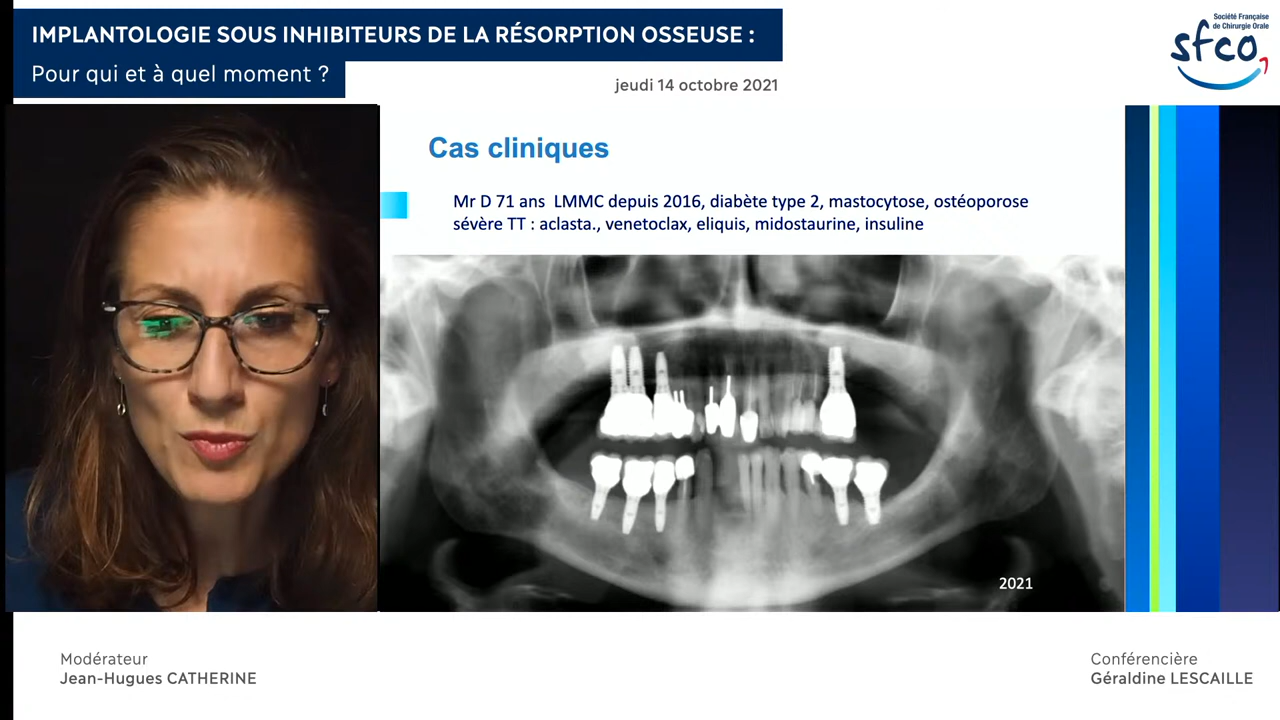 IMPLANTOLOGIE SOUS INHIBITEURS DE LA RÉSORPTION OSSEUSE :
Pour qui et à quel moment ?
jeudi 14 octobre 2021
Société Française
de Chirurgie Orale
sfco
Cas cliniques
Mr D 71 ans LMMC depuis 2016, diabète type 2, mastocytose, ostéoporose
sévère TT : aclasta., venetoclax, eliquis, midostaurine, insuline
2021
Modérateur
Jean-Hugues CATHERINE
Conférencière
Géraldine LESCAILLE